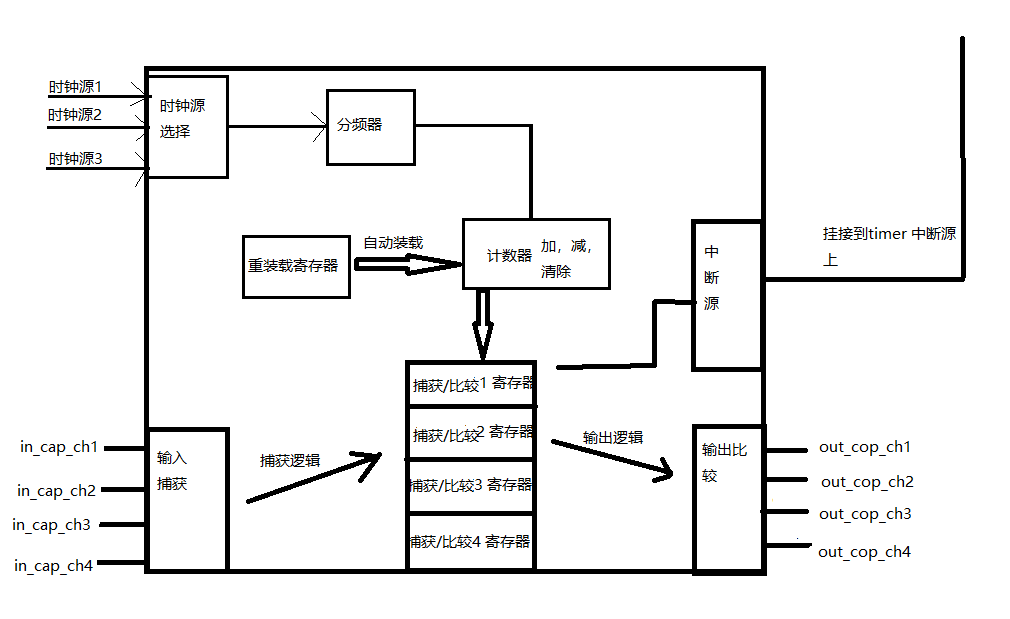 时钟源1
时钟源2
时钟源3
时钟源
选择
分频器
重装载寄存器
自动装载
计数器
加，减，
清除
中
断
源
挂接到timer 中断源
上
捕获/比较1 寄存器
捕获/比较2 寄存器
捕获/比较3 寄存器
捕获/比较4 寄存器
in_cap_ch1
in_cap_ch2
in_cap_ch3
in_cap_ch4
输入
捕获
捕获逻辑
输出逻辑
输出比
较
out_cop_ch1
out_cop_ch2
out_cop_ch3
out_cop_ch4